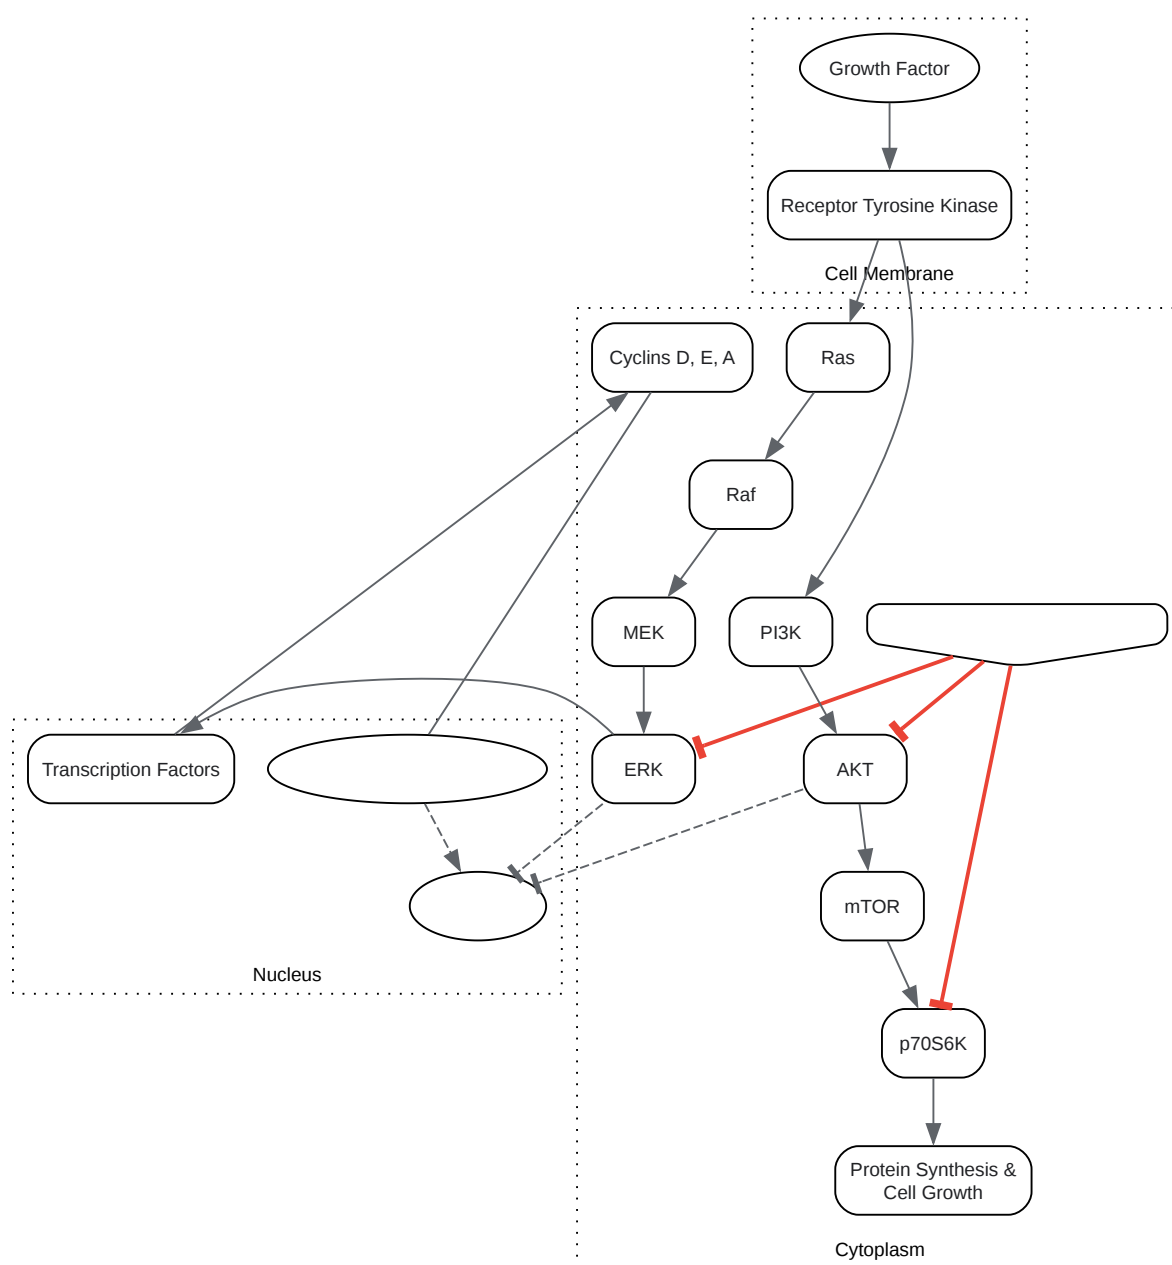 Growth Factor
Receptor Tyrosine Kinase
Cell Membrane
Cyclins D, E, A
Ras
Raf
MEK
PI3K
Transcription Factors
ERK
AKT
mTOR
Nucleus
p70S6K
Protein Synthesis &
Cell Growth
Cytoplasm